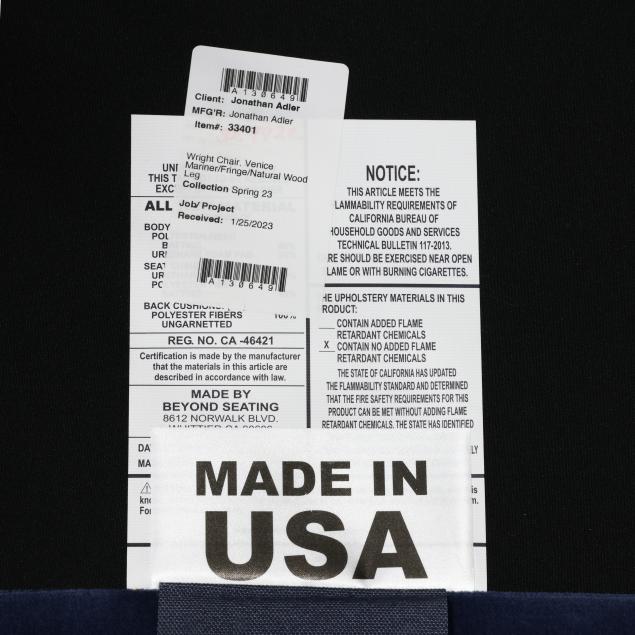 A130649
Client: Jonathan Adler
MFG'R: Jonathan Adler
Item#: 33401
Wright Chair, Venice
Mariner/Fringe/Natural Wood
Leg
Collection Spring 23
Job/ Project
Received: 1/25/2023
A130649
THIS T
EXC
ALL
BODY
SEAT
BACK CUSHION
POLYESTER FIBERS 100%
UNGARNETTED
REG. NO. CA -46421
Certification is made by the manufacturer
that the materials in this article are
described in accordance with law.
MADE BY
BEYOND SEATING
8612 NORWALK BLVD.
NOTICE:
THIS ARTICLE MEETS THE
LAMMABILITY REQUIREMENTS OF
CALIFORNIA BUREAU OF
HOUSEHOLD GOODS AND SERVICES
TECHNICAL BULLETIN 117-2013.
RE SHOULD BE EXERCISED NEAR OPEN
LAME OR WITH BURNING CIGARETTES.
HE UPHOLSTERY MATERIALS IN THIS
RODUCT:
CONTAIN ADDED FLAME
RETARDANT CHEMICALS
X CONTAIN NO ADDED FLAME
RETARDANT CHEMICALS
THE STATE OF CALIFORNIA HAS UPDATED
THE FLAMMABILITY STANDARD AND DETERMINED
THAT THE FIRE SAFETY REQUIREMENTS FOR THIS
PRODUCT CAN BE MET WITHOUT ADDING FLAME
RETARDANT CHEMICALS. THE STATE HAS IDENTIFIED
MADE IN
USA